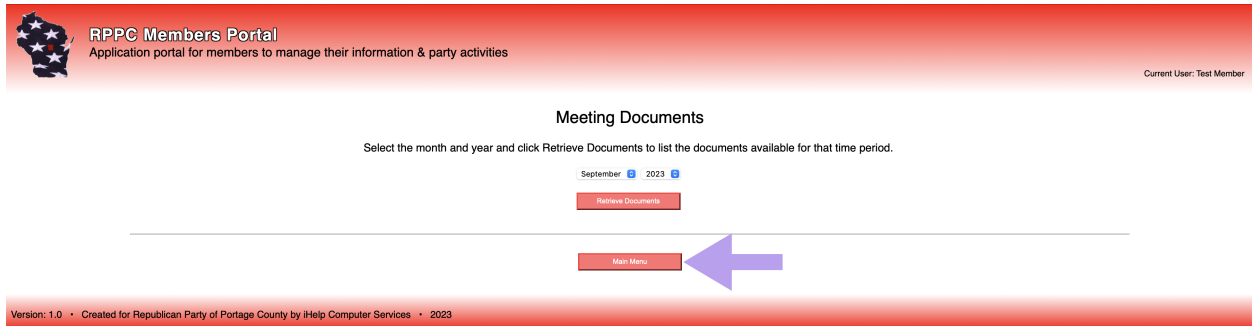 RPPC Members Portal
Application portal for members to manage their information & party activities
Current User: Test Member
Meeting Documents
Select the month and year and click Retrieve Documents to list the documents available for that time period.
September 2023
Retrieve Documents
Main Menu
Version: 1.0 • Created for Republican Party of Portage County by iHelp Computer Services • 2023